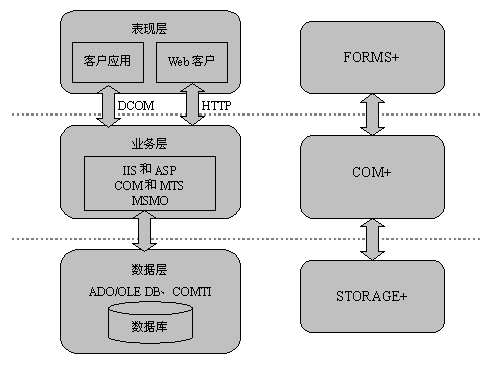 表现层
客户应用
Web 客户
DCOM
HTTP
业务层
IIS 和 ASP
COM 和 MTS
MSMO
数据层
ADO/OLE DB、COMTI
数据库
FORMS+
COM+
STORAGE+